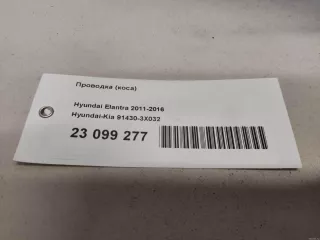 Проводка (коса)
Hyundai Elantra 2011-2016
Hyundai-Kia 91430-3X032
23 099 277